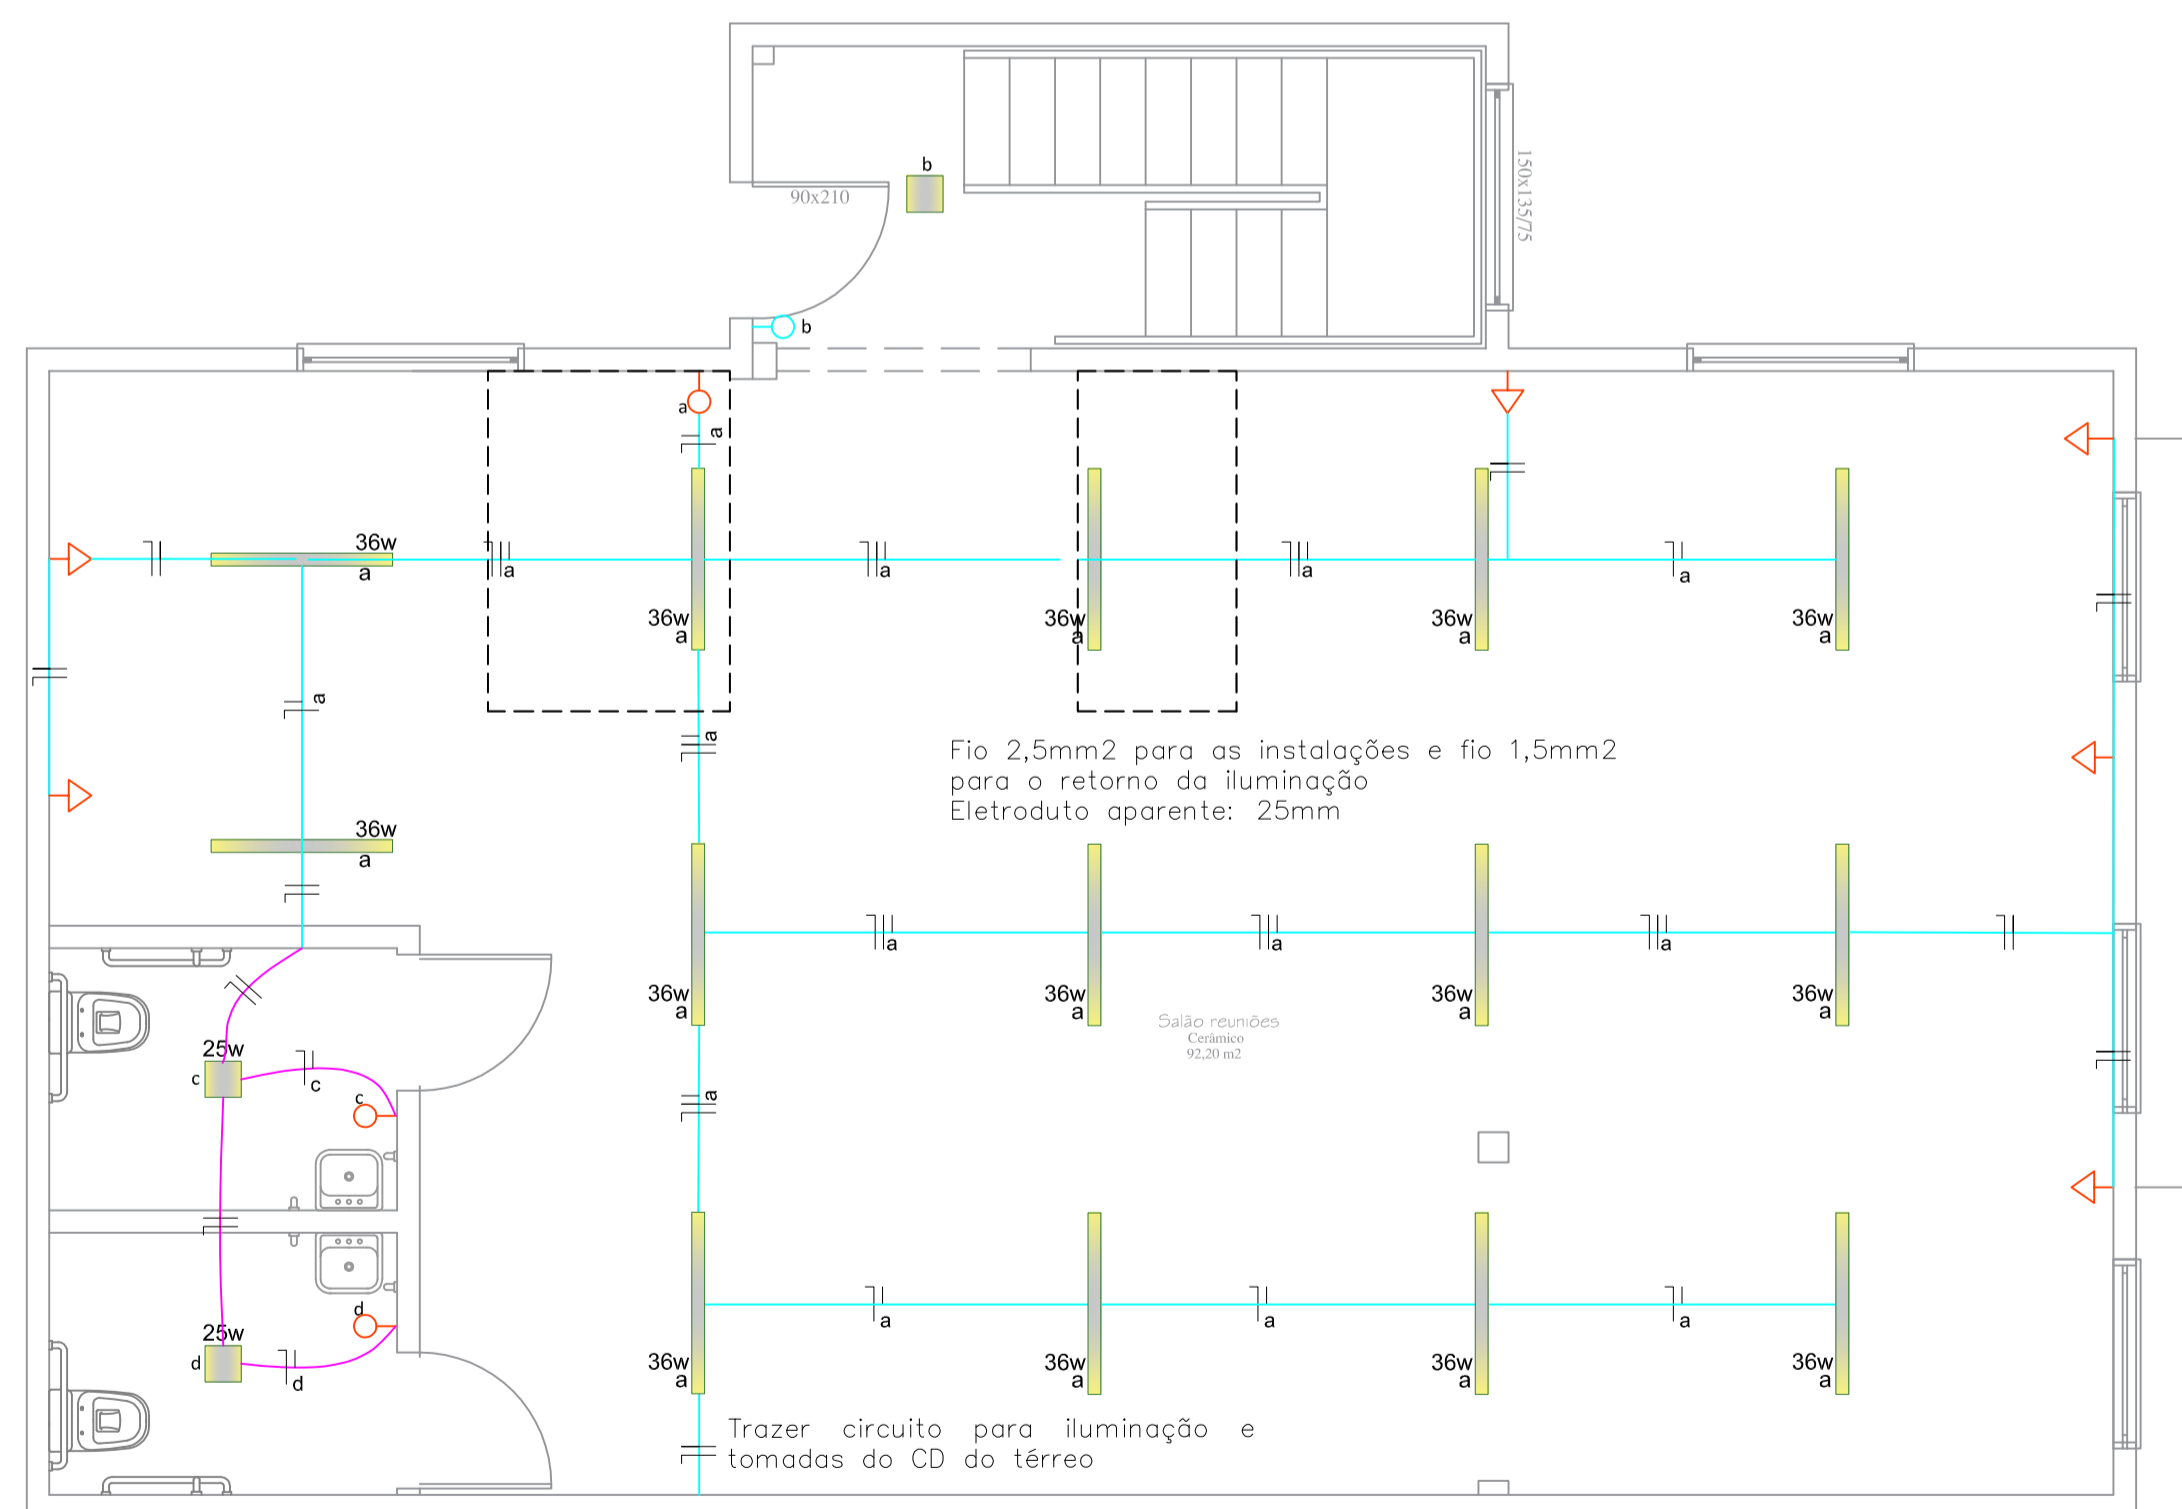 b
90x210
150x135/75
b
a
a
36w
a
a
a
a
a
36w
a
36w
a
36w
a
36w
a
a
a
Fio 2,5mm2 para as instalações e fio 1,5mm2
para o retorno da iluminação
Eletroduto aparente: 25mm
36w
a
a
a
a
36w
a
36w
a
36w
a
36w
a
Salão reuniões
Cerâmico
92,20 m2
25w
c
c
c
a
d
25w
d
d
a
a
a
36w
a
36w
a
36w
a
36w
a
Trazer circuito para iluminação e
tomadas do CD do térreo